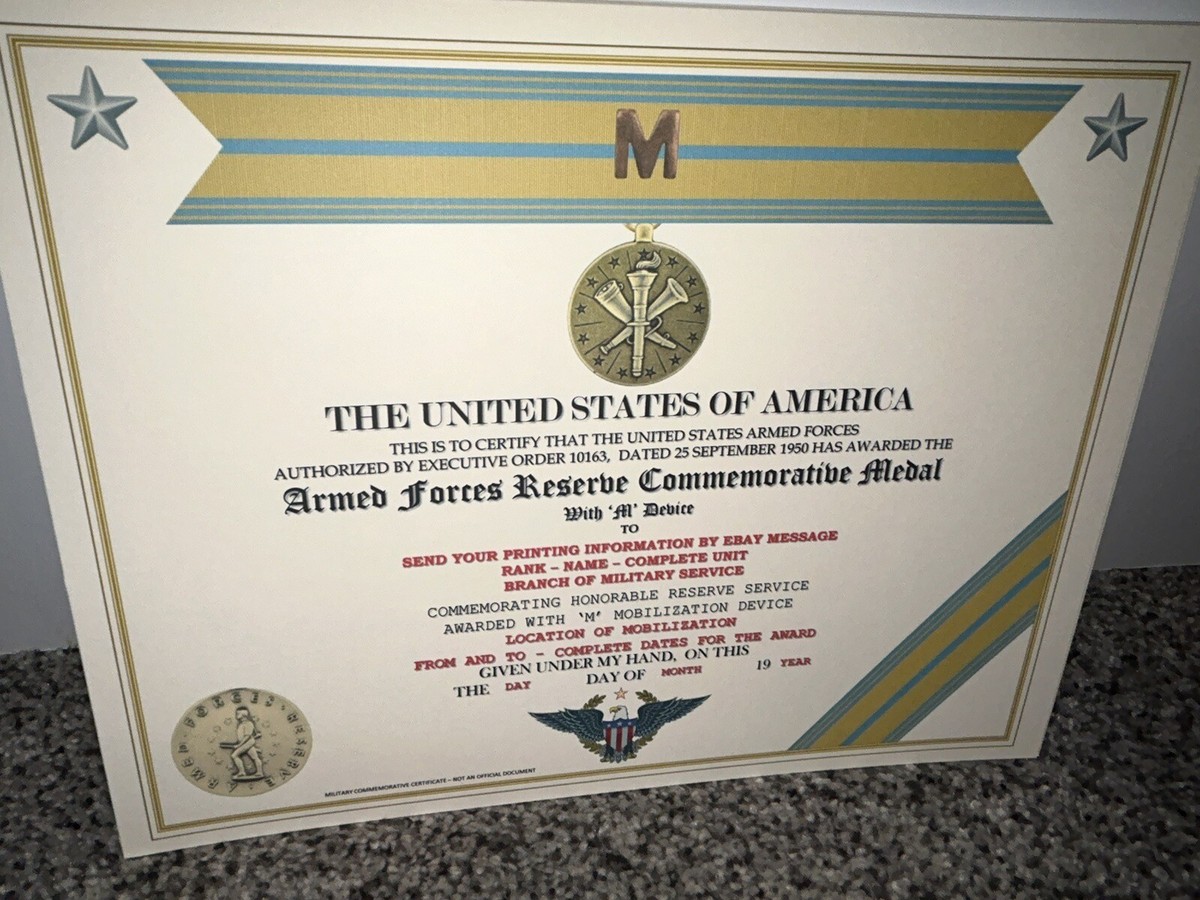 M
THE UNITED STATES OF AMERICA
THIS IS TO CERTIFY THAT THE UNITED STATES ARMED FORCES
AUTHORIZED BY EXECUTIVE ORDER 10163, DATED 25 SEPTEMBER 1950 HAS AWARDED THE
Armed Forces Reserve Commemorative Medal
With 'M' Device
TO
SEND YOUR PRINTING INFORMATION BY EBAY MESSAGE
RANK – NAME – COMPLETE UNIT
BRANCH OF MILITARY SERVICE
COMMEMORATING HONORABLE RESERVE SERVICE
AWARDED WITH 'M' MOBILIZATION DEVICE
LOCATION OF MOBILIZATION
FROM AND TO – COMPLETE DATES FOR THE AWARD
GIVEN UNDER MY HAND, ON THIS
THE DAY DAY OF MONTH 19 YEAR
ARMED · FORCES · RESERVE
MILITARY COMMEMORATIVE CERTIFICATE – NOT AN OFFICIAL DOCUMENT